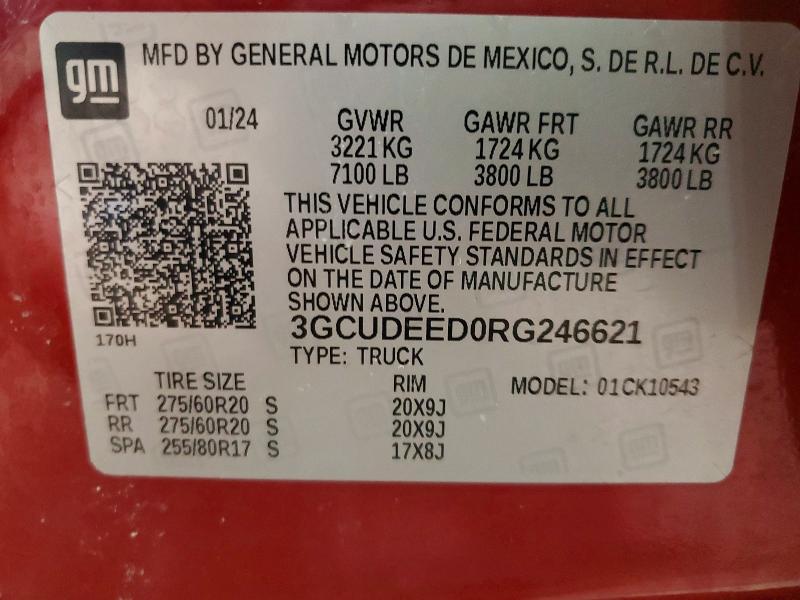 gm
MFD BY GENERAL MOTORS DE MEXICO, S. DE R.L. DE C.V.
01/24 GVWR GAWR FRT GAWR RR
3221 KG 1724 KG 1724 KG
7100 LB 3800 LB 3800 LB
THIS VEHICLE CONFORMS TO ALL
APPLICABLE U.S. FEDERAL MOTOR
VEHICLE SAFETY STANDARDS IN EFFECT
ON THE DATE OF MANUFACTURE
SHOWN ABOVE.
3GCUDEED0RG246621
170H
TYPE: TRUCK
TIRE SIZE RIM MODEL: 01CK10543
FRT 275/60R20 S 20X9J
RR 275/60R20 S 20X9J
SPA 255/80R17 S 17X8J